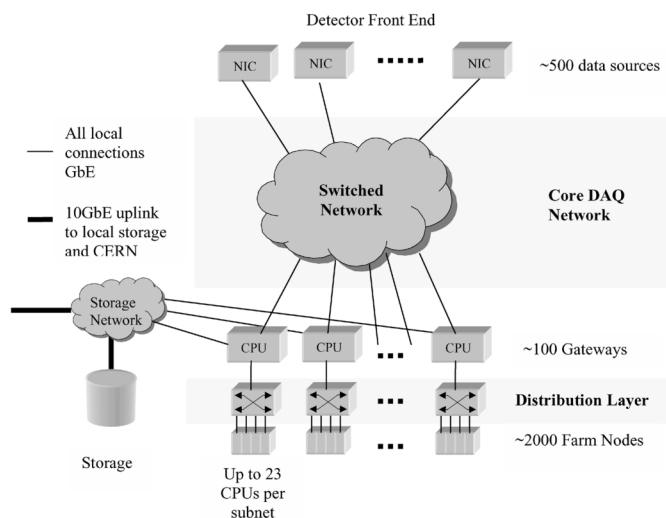 Detector Front End
NIC
NIC
NIC
~500 data sources
All local
connections
GbE
10GbE uplink
to local storage
and CERN
Switched
Network
Core DAQ
Network
Storage
Network
CPU
CPU
CPU
~100 Gateways
Distribution Layer
~2000 Farm Nodes
Storage
Up to 23
CPUs per
subnet